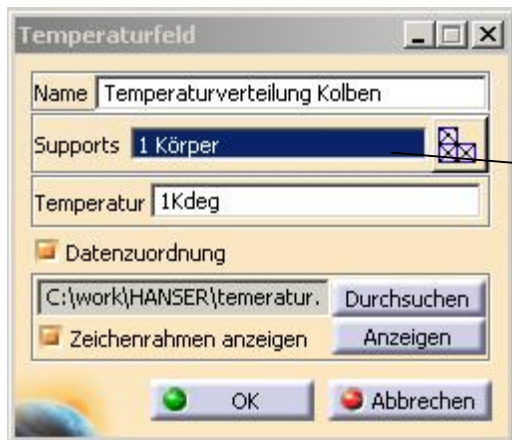 Temperaturfeld
Name Temperaturverteilung Kolben
Supports 1 Körper
Temperatur 1Kdeg
Datenzuordnung
C:\work\HANSER\temeratur. Durchsuchen
Zeichenrahmen anzeigen Anzeigen
OK Abbrechen